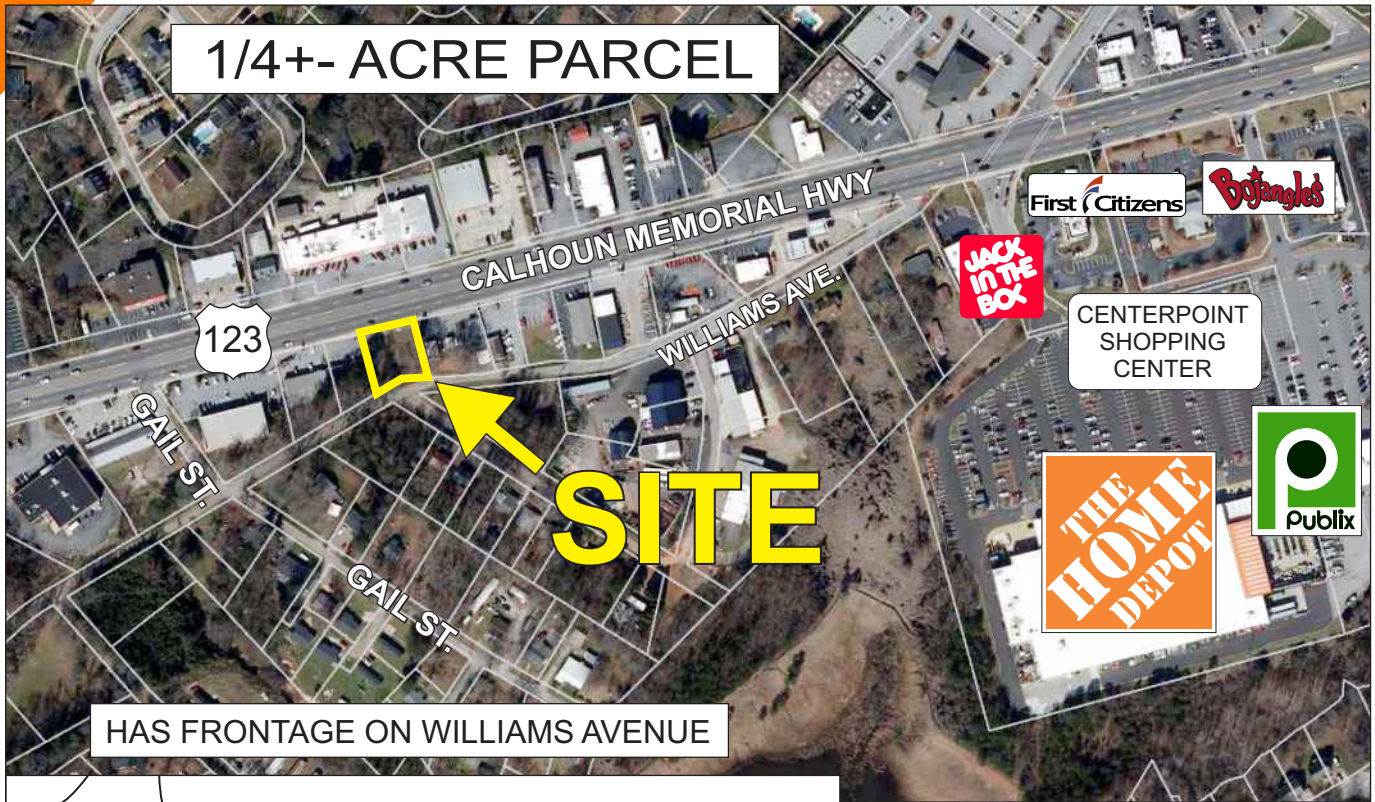 1/4+- ACRE PARCEL
CALHOUN MEMORIAL HWY
First Citizens
Bojangles'
JACK
IN THE
BOX
WILLIAMS AVE.
CENTERPOINT
SHOPPING
CENTER
123
GAIL ST.
SITE
THE
HOME
DEPOT
Publix
GAIL ST.
HAS FRONTAGE ON WILLIAMS AVENUE